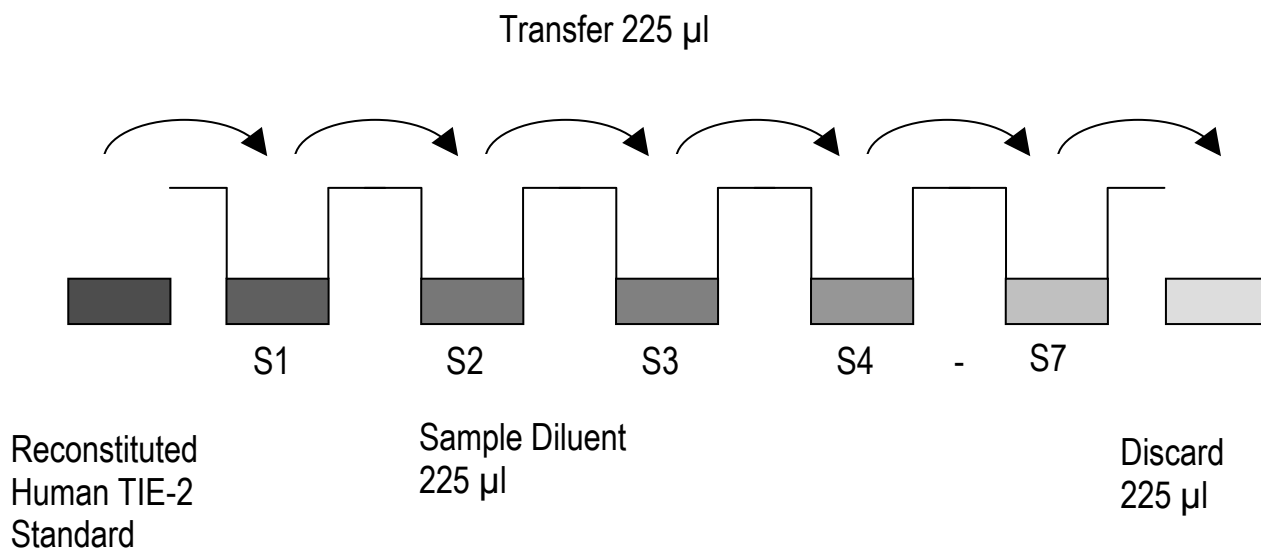 Transfer 225 µl
S1 S2 S3 S4 - S7
Reconstituted
Human TIE-2
Standard
Sample Diluent
225 µl
Discard
225 µl